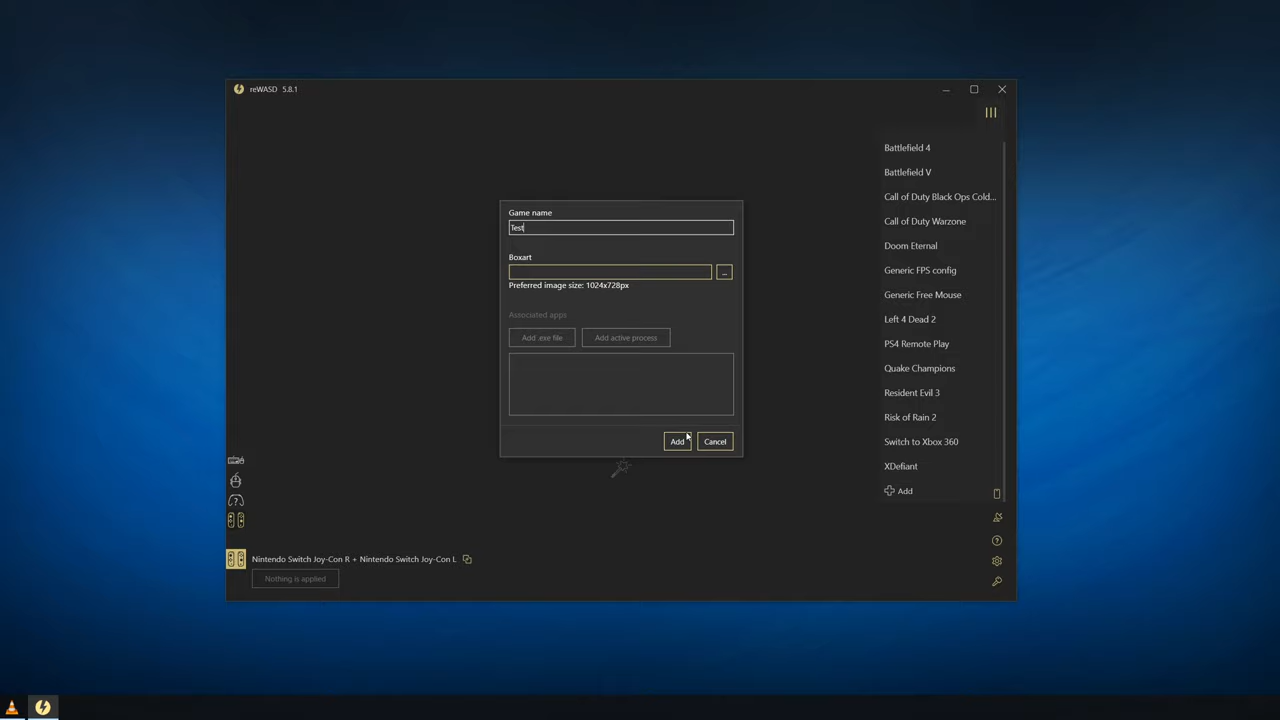 reWASD 5.8.1
Battlefield 4
Battlefield V
Call of Duty Black Ops Cold...
Call of Duty Warzone
Doom Eternal
Generic FPS config
Generic Free Mouse
Left 4 Dead 2
PS4 Remote Play
Quake Champions
Resident Evil 3
Risk of Rain 2
Switch to Xbox 360
XDefiant
Add
Game name
Test
Boxart
...
Preferred image size: 1024x728px
Associated apps
Add .exe file
Add active process
Add
Cancel
Nintendo Switch Joy-Con R + Nintendo Switch Joy-Con L
Nothing is applied